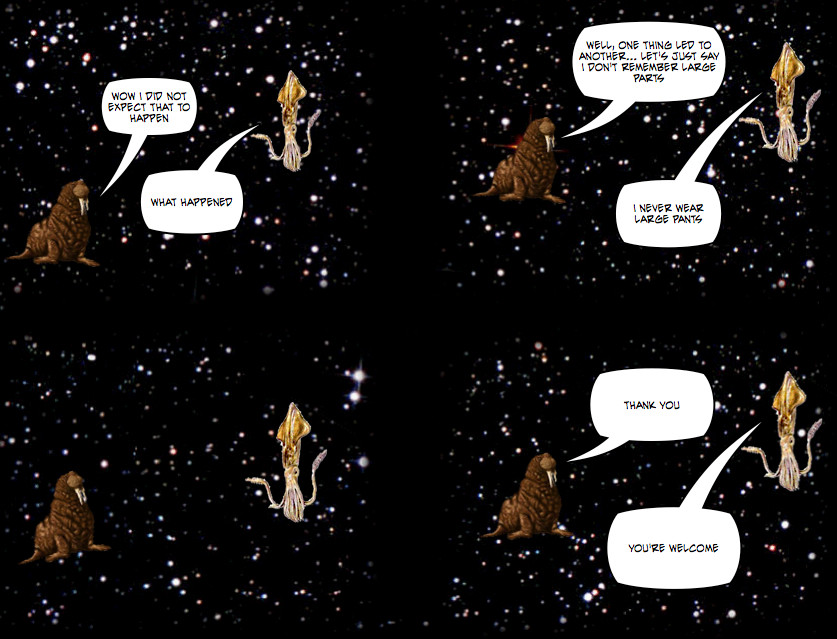 WOW I DID NOT
EXPECT THAT TO
HAPPEN
WHAT HAPPENED
WELL, ONE THING LED TO
ANOTHER... LET'S JUST SAY
I DON'T REMEMBER LARGE
PARTS
I NEVER WEAR
LARGE PANTS
THANK YOU
YOU'RE WELCOME